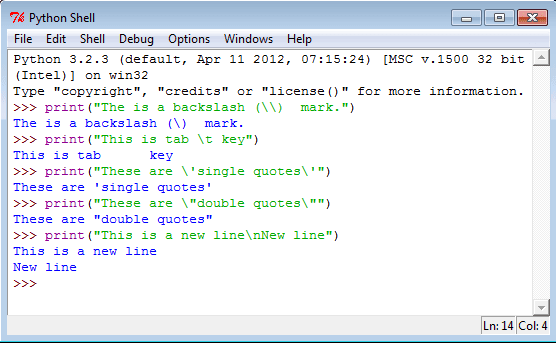 Python Shell
File Edit Shell Debug Options Windows Help
Python 3.2.3 (default, Apr 11 2012, 07:15:24) [MSC v.1500 32 bit
(Intel)] on win32
Type "copyright", "credits" or "license()" for more information.
>>> print("The is a backslash (\\)  mark.")
The is a backslash (\)  mark.
>>> print("This is tab \t key")
This is tab      key
>>> print("These are \'single quotes\'")
These are 'single quotes'
>>> print("These are \"double quotes\"")
These are "double quotes"
>>> print("This is a new line\nNew line")
This is a new line
New line
>>>
Ln: 14 Col: 4